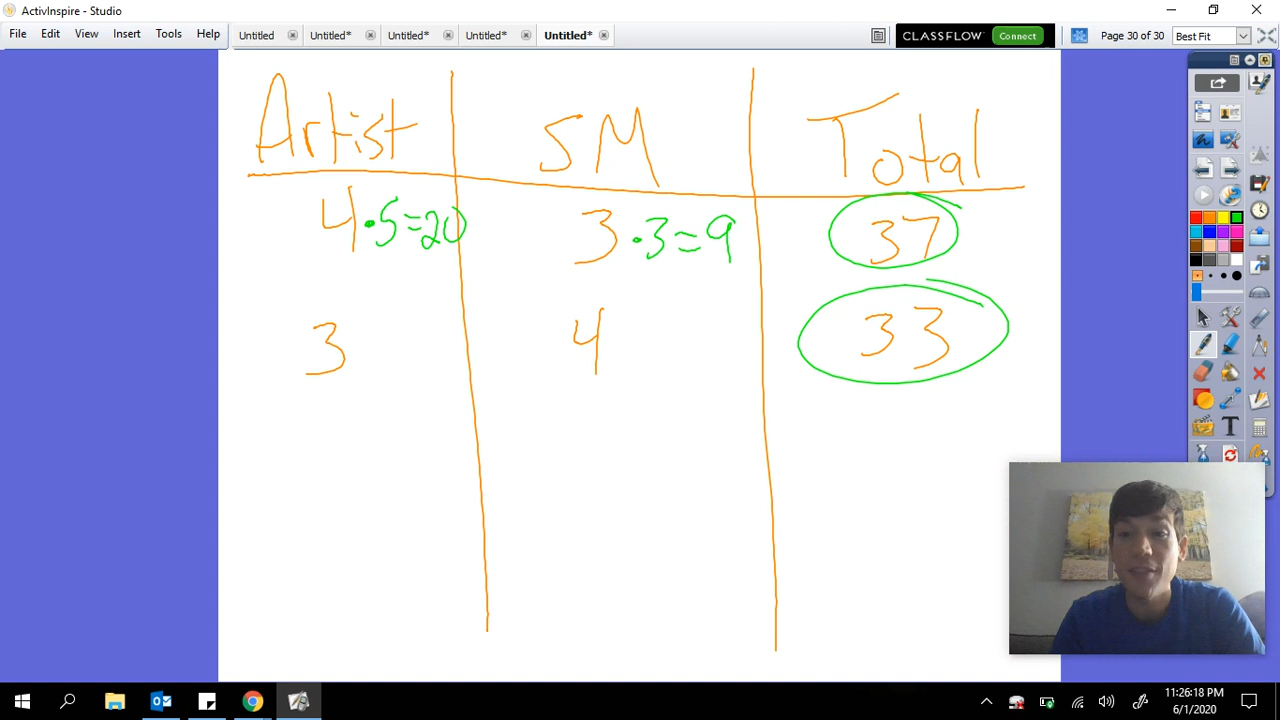 ActivInspire - Studio
File Edit View Insert Tools Help
Untitled Untitled* Untitled* Untitled* Untitled*
CLASSFLOW Connect
Page 30 of 30 Best Fit
Artist SM Total
4 •5=20 3 •3=9 37
3 4 33
11:26:18 PM
6/1/2020